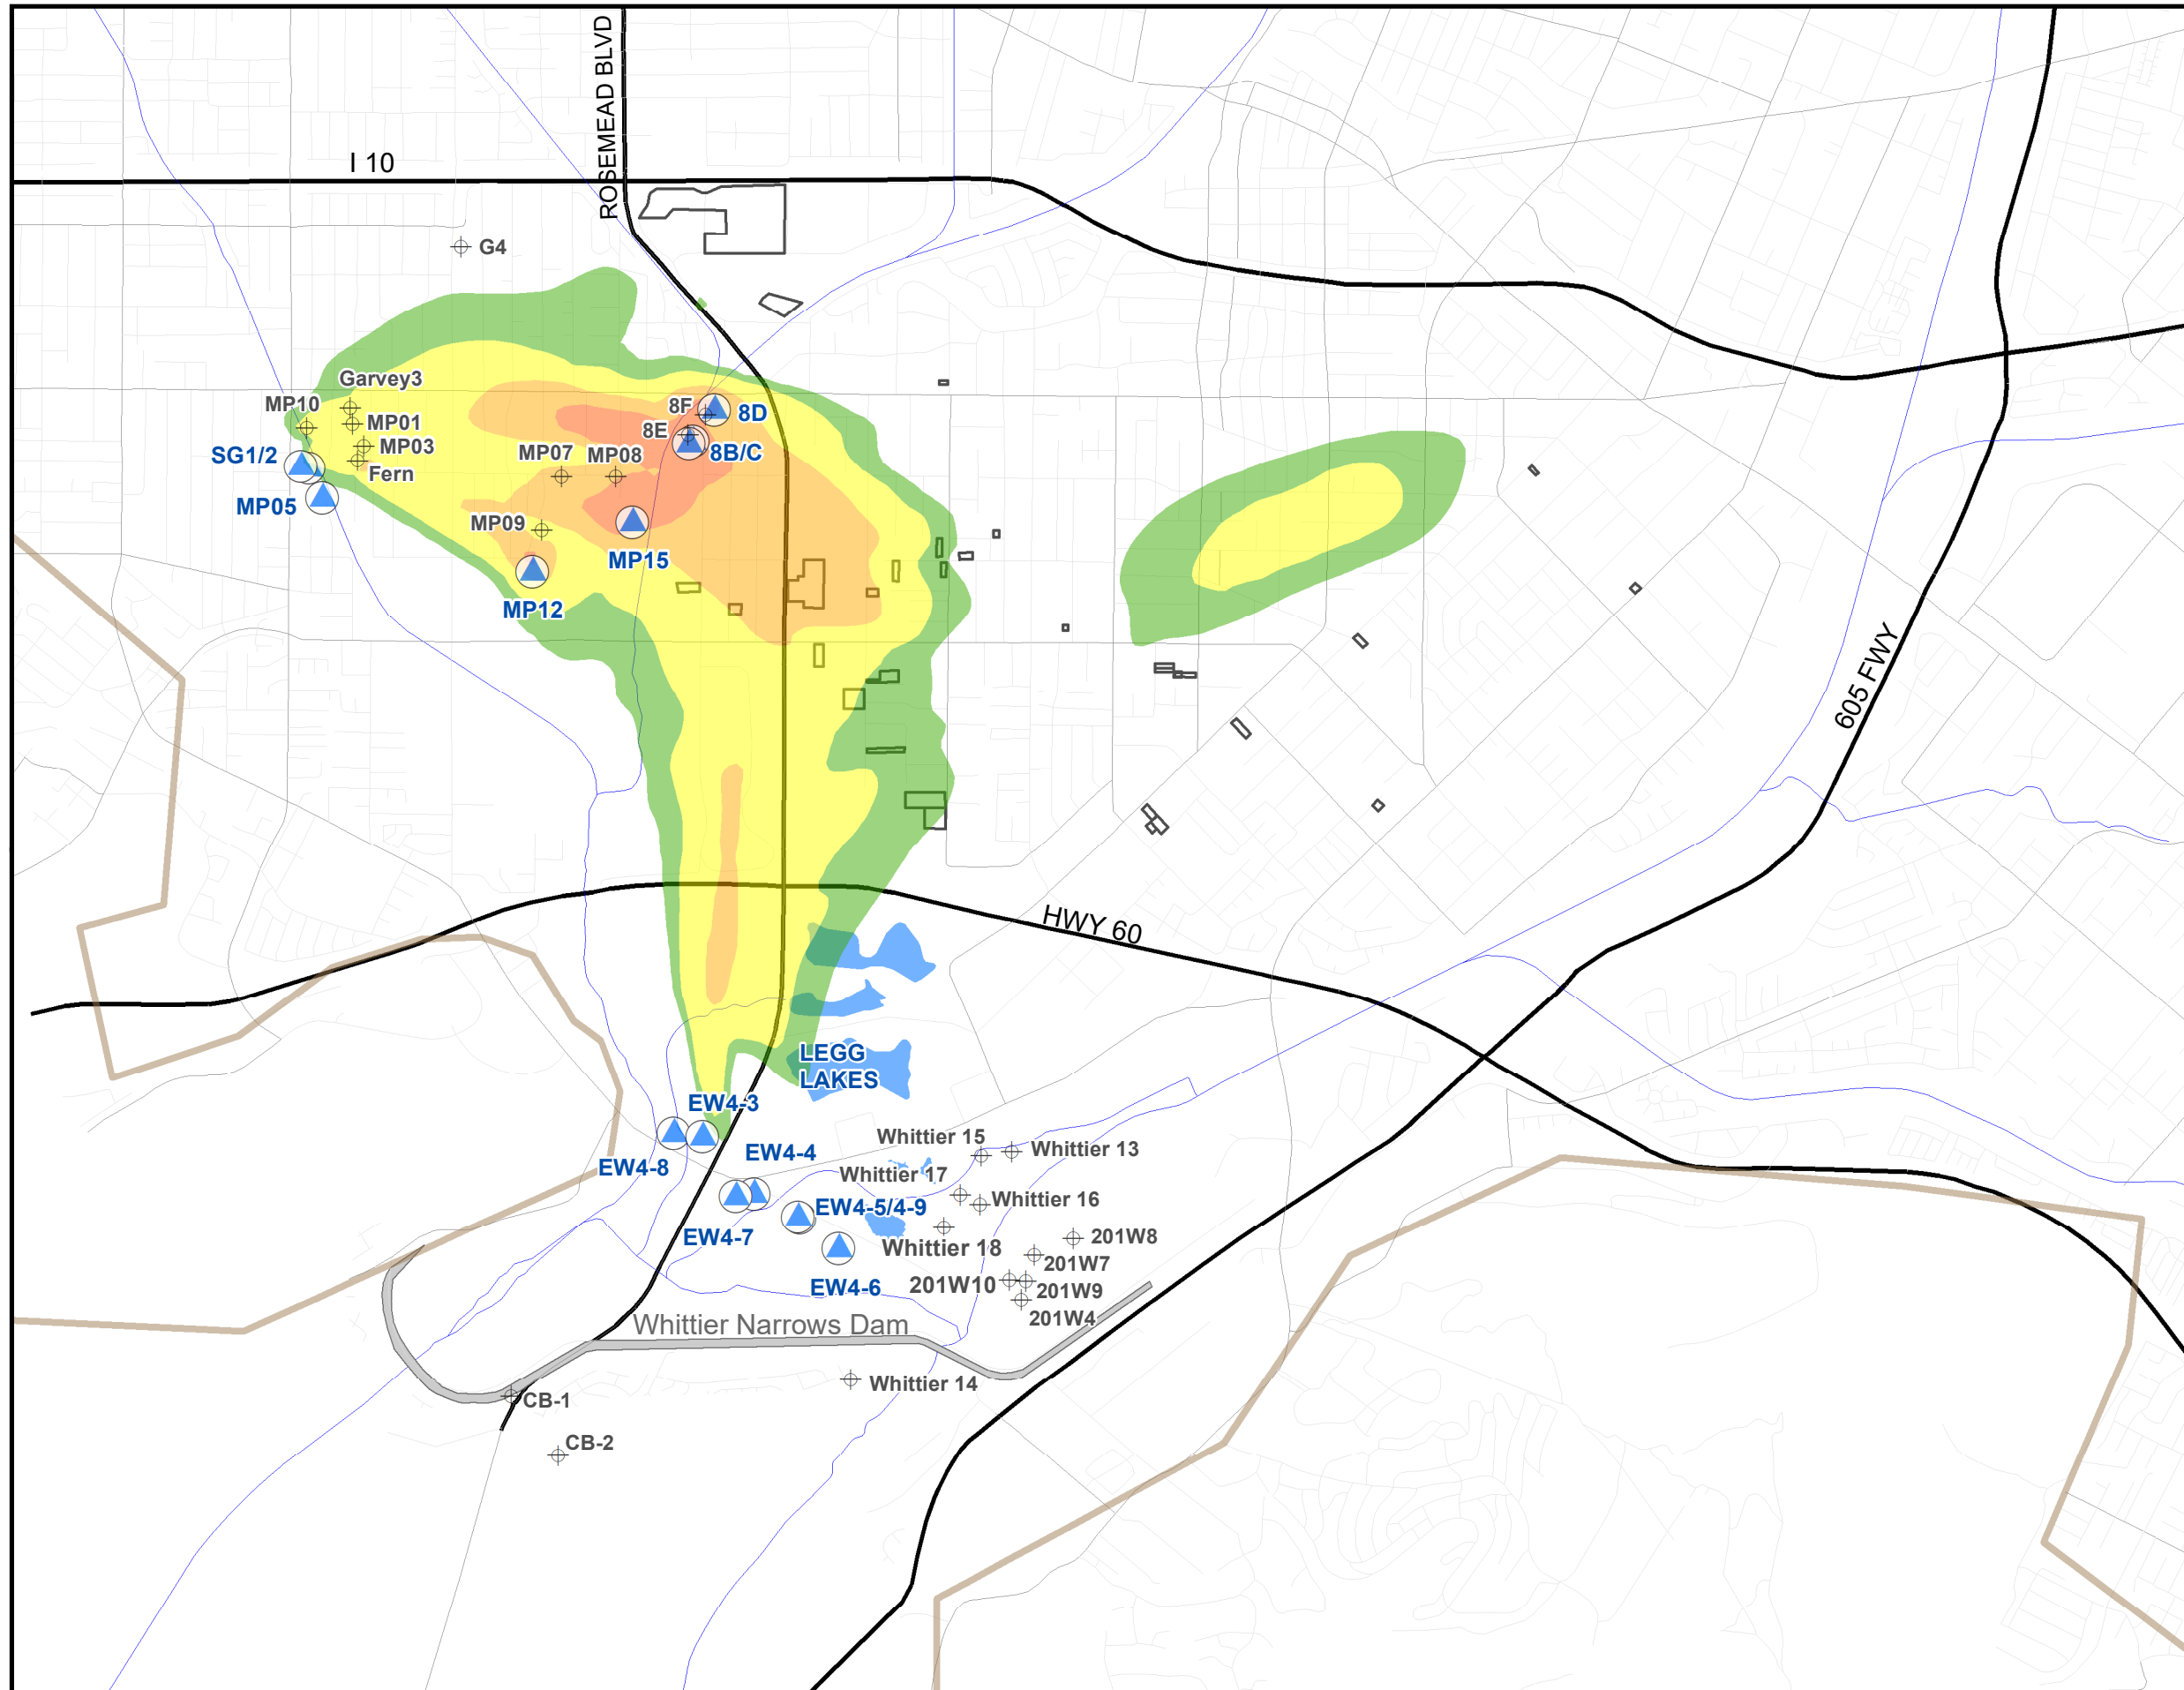 ROSEMEAD BLVD
I 10
G4
Garvey3
MP10
MP01
MP03
Fern
SG1/2
MP05
8F
8D
8E
8B/C
MP07
MP08
MP09
MP15
MP12
605 FWY
HWY 60
LEGG
LAKES
EW4-3
EW4-4
EW4-8
Whittier 15
Whittier 13
Whittier 17
Whittier 16
EW4-5/4-9
EW4-7
Whittier 18
201W8
201W7
EW4-6
201W10
201W9
201W4
Whittier Narrows Dam
Whittier 14
CB-1
CB-2